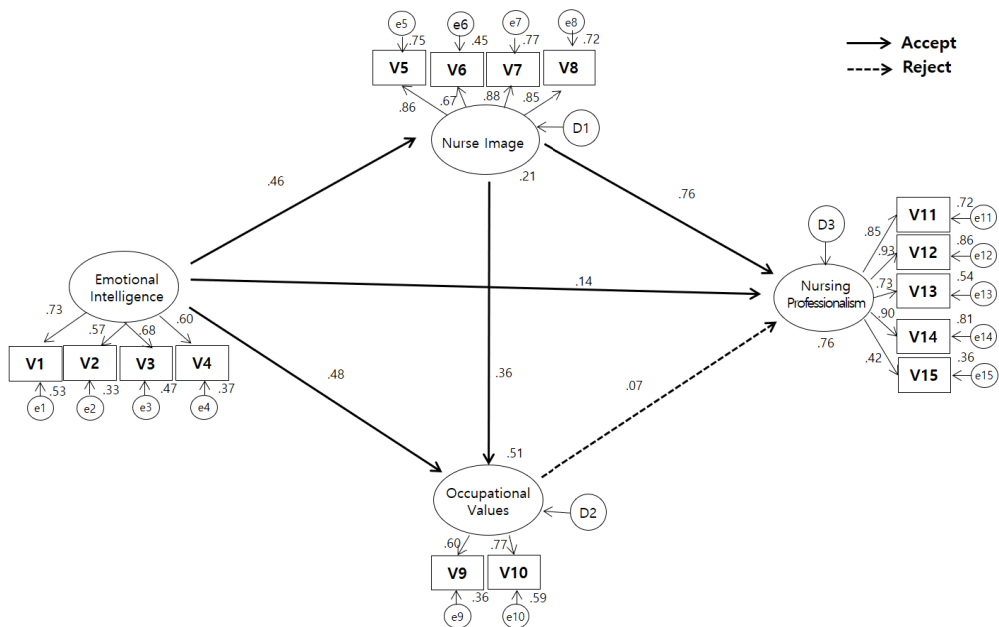 e5
e6
e7
e8
.75
.45
.77
.72
V5
V6
V7
V8
.86
.67
.88
.85
Accept
Reject
Nurse Image
D1
.21
.46
.76
Emotional
Intelligence
.73
.57
.68
.60
V1
V2
V3
V4
.53
.33
.47
.37
e1
e2
e3
e4
.14
.48
.36
.07
D3
Nursing
Professionalism
.76
.85
.93
.73
.90
.42
V11
.72
e11
V12
.86
e12
V13
.54
e13
V14
.81
e14
V15
.36
e15
.51
Occupational
Values
D2
.60
.77
V9
V10
.36
.59
e9
e10